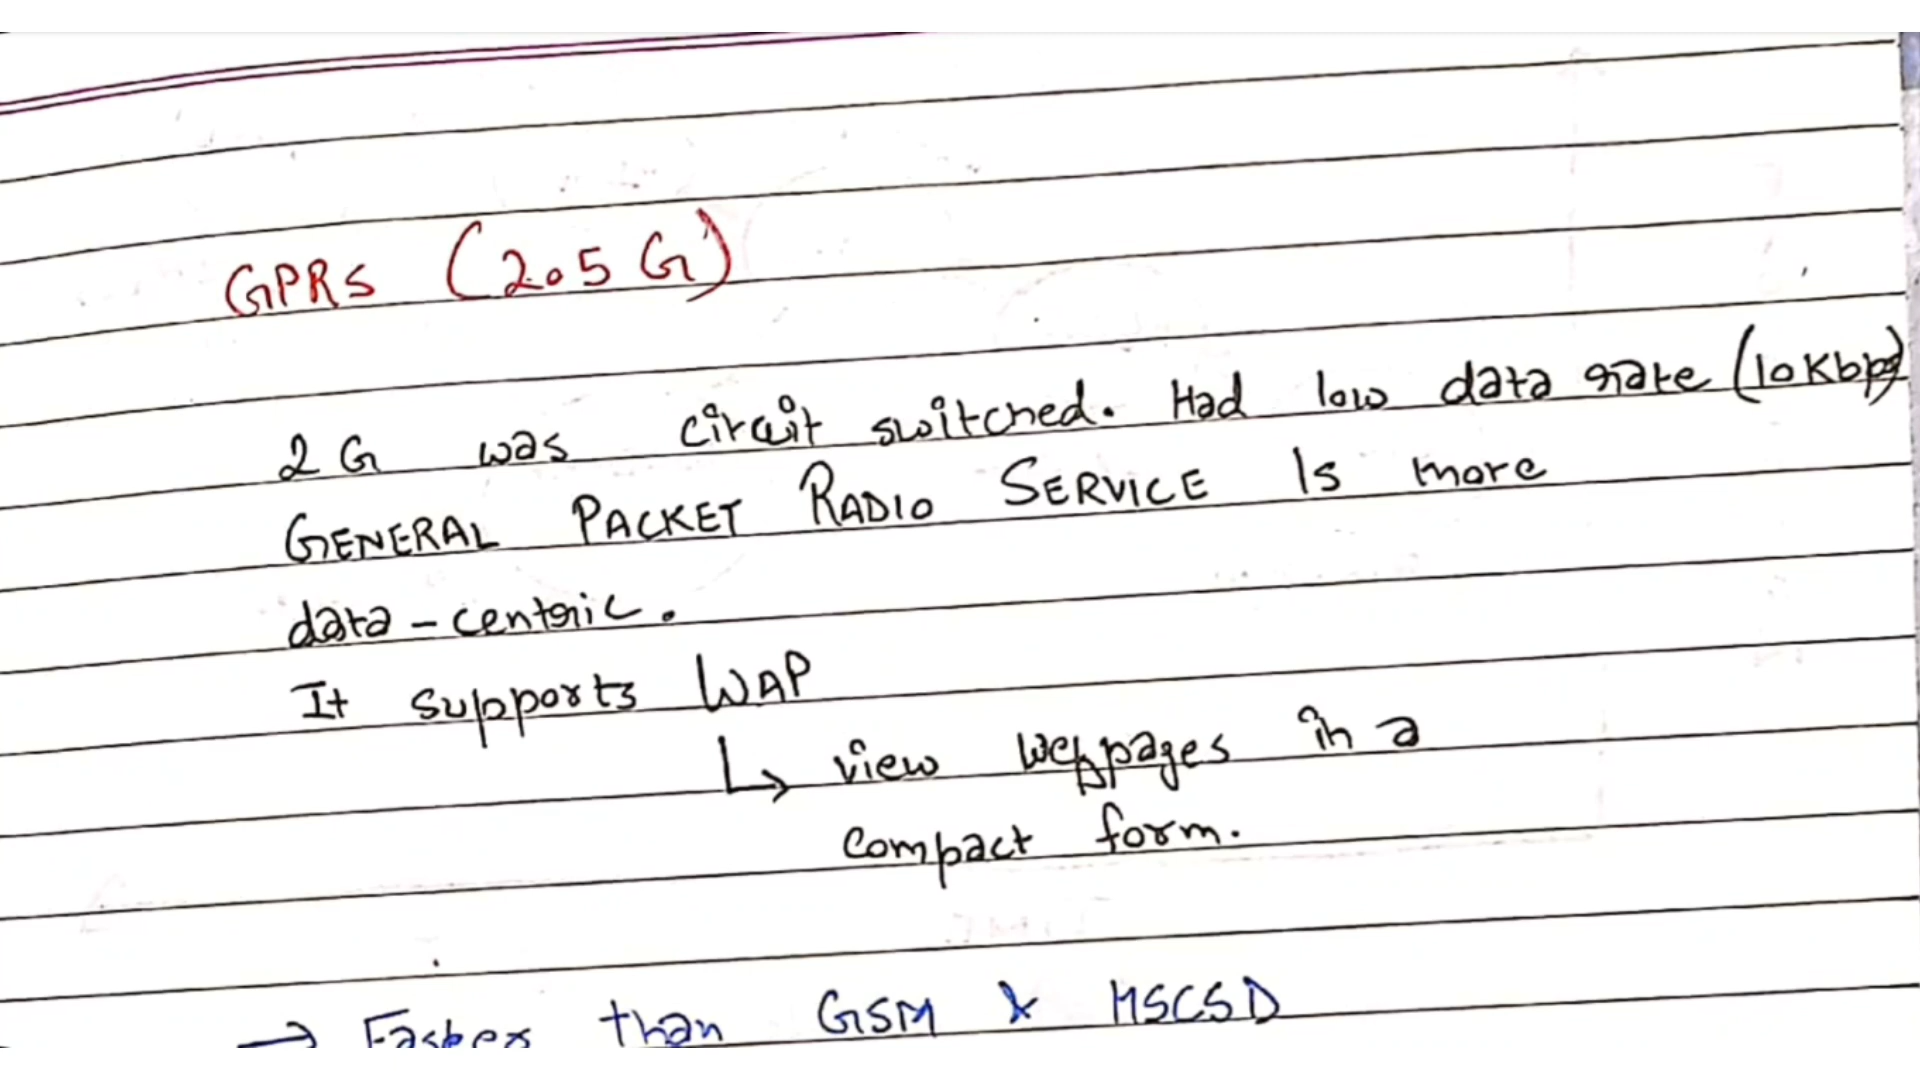 GPRS (2.5 G)
2G was circuit switched. Had low data rate (10Kbps)
GENERAL PACKET RADIO SERVICE Is more
data-centric.
It supports WAP
↳ view webpages in a
compact form.
→ Faster than GSM & HSCSD